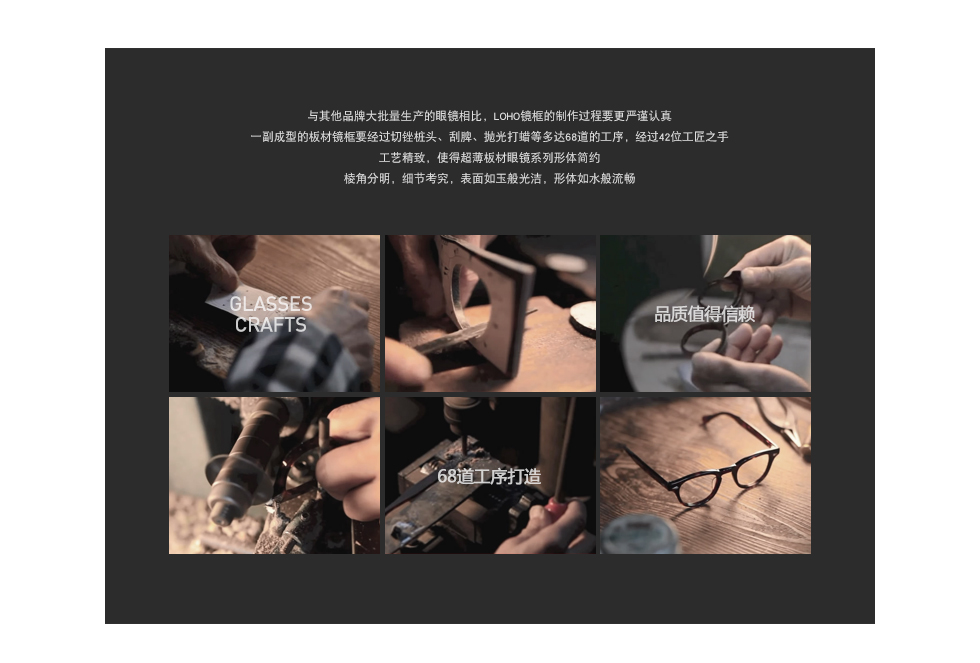 与其他品牌大批量生产的眼镜相比，LOHO镜框的制作过程要更严谨认真
一副成型的板材镜框要经过切锉桩头、刮脾、抛光打蜡等多达68道的工序，经过42位工匠之手
工艺精致，使得超薄板材眼镜系列形体简约
棱角分明，细节考究，表面如玉般光洁，形体如水般流畅
GLASSES
CRAFTS
品质值得信赖
68道工序打造